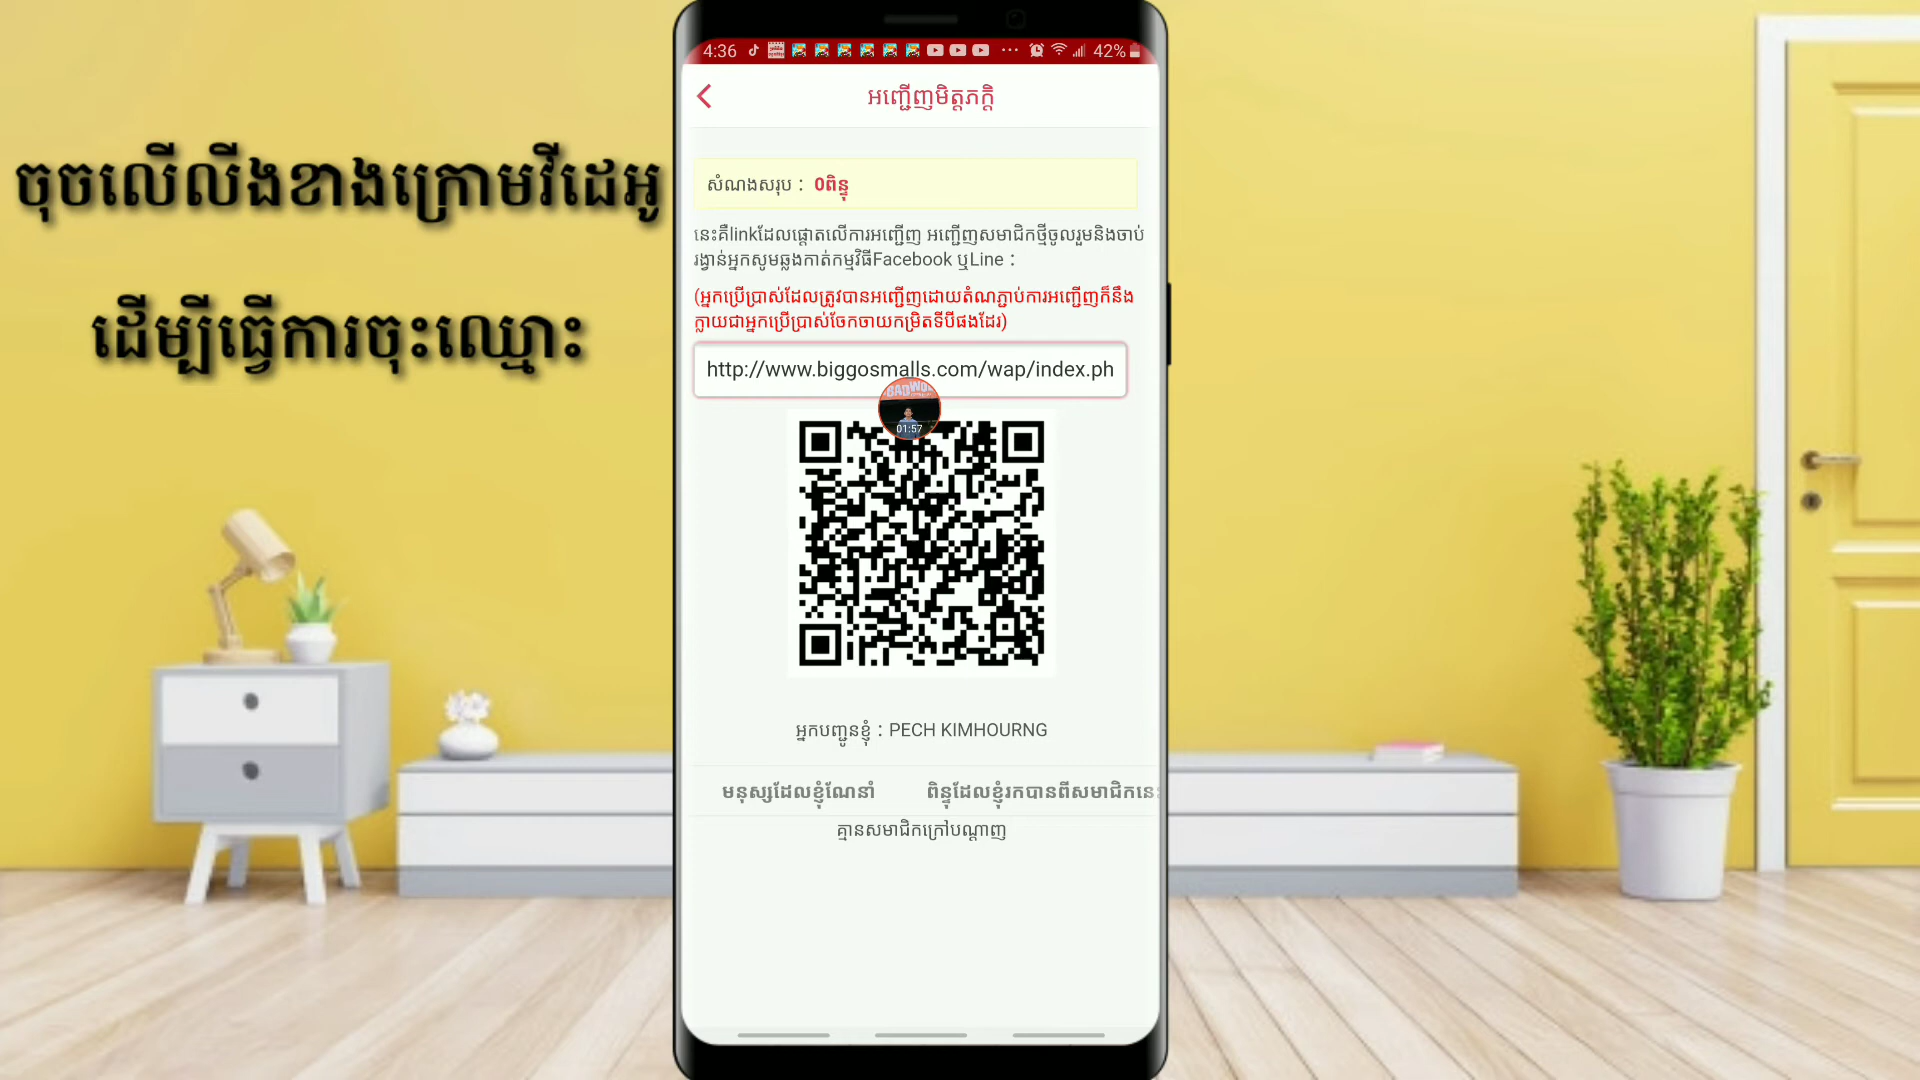 ចុចលើលីងខាងក្រោមវីដេអូ
ដើម្បីធ្វើការចុះឈ្មោះ
4:36
42%
អញ្ជើញមិត្តភក្តិ
សំណងសរុប : 0ពិន្ទុ
នេះគឺlinkដែលផ្តោតលើការអញ្ជើញ អញ្ជើញសមាជិកថ្មីចូលរួមនិងចាប់
រង្វាន់អ្នកសូមឆ្លងកាត់កម្មវិធីFacebook ឬLine :
(អ្នកប្រើប្រាស់ដែលត្រូវបានអញ្ជើញដោយតំណភ្ជាប់ការអញ្ជើញក៏នឹង
ក្លាយជាអ្នកប្រើប្រាស់ចែកចាយកម្រិតទីបីផងដែរ)
http://www.biggosmalls.com/wap/index.ph
01:57
អ្នកបញ្ជូនខ្ញុំ : PECH KIMHOURNG
មនុស្សដែលខ្ញុំណែនាំ
ពិន្ទុដែលខ្ញុំរកបានពីសមាជិកនេះ
គ្មានសមាជិកក្រៅបណ្តាញ